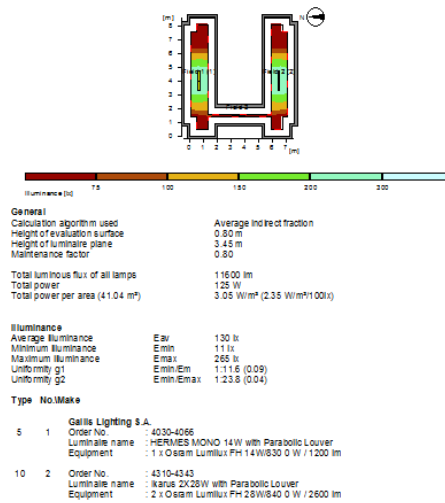 [m]
N
8
7
6
5
4
3
2
1
0
0 1 2 3 4 5 6 7
[m]
Illuminance [lx]
75 100 150 200 300
General
Calculation algorithm used Average indirect fraction
Height of evaluation surface 0.80 m
Height of luminaire plane 3.45 m
Maintenance factor 0.80
Total luminous flux of all lamps 11600 lm
Total power 125 W
Total power per area (41.04 m²) 3.05 W/m² (2.35 W/m²/100lx)
Illuminance
Average Illuminance Eav 130 lx
Minimum Illuminance Emin 11 lx
Maximum Illuminance Emax 265 lx
Uniformity g1 Emin/Em 1:11.6 (0.09)
Uniformity g2 Emin/Emax 1:23.8 (0.04)
Type No.\Make
Gallis Lighting S.A.
5 1 Order No. : 4030-4066
Luminaire name : HERMES MONO 14W with Parabolic Louver
Equipment : 1 x Osram Lumilux FH 14W/830 0 W / 1200 lm
10 2 Order No. : 4310-4343
Luminaire name : Ikarus 2X28W with Parabolic Louver
Equipment : 2 x Osram Lumilux FH 28W/840 0 W / 2600 lm